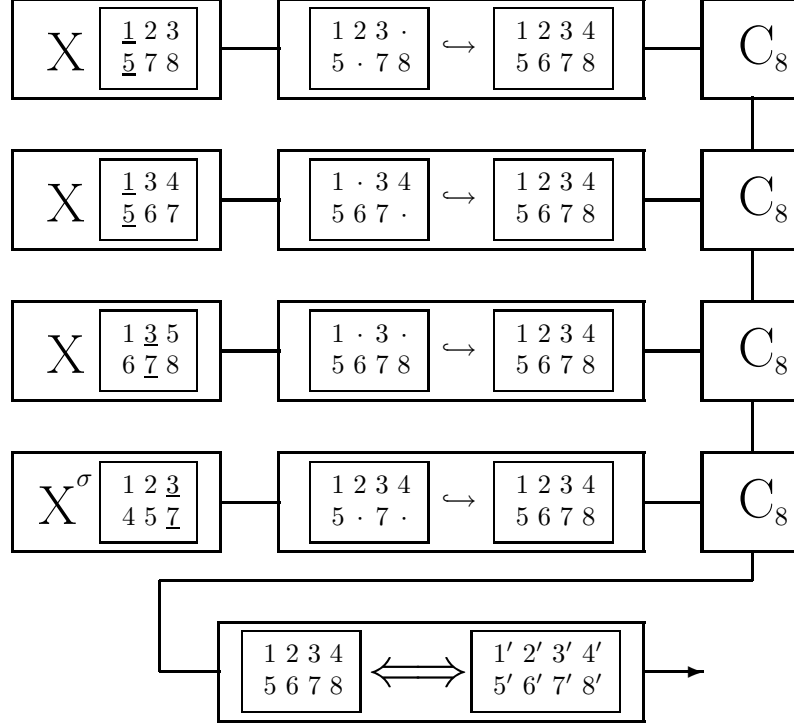 X 1 2 3 1 2 3 · ↪ 1 2 3 4 C₈
5 7 8 5 · 7 8 5 6 7 8
X 1 3 4 1 · 3 4 ↪ 1 2 3 4 C₈
5 6 7 5 6 7 · 5 6 7 8
X 1 3 5 1 · 3 · ↪ 1 2 3 4 C₈
6 7 8 5 6 7 8 5 6 7 8
X^σ 1 2 3 1 2 3 4 ↪ 1 2 3 4 C₈
4 5 7 5 · 7 · 5 6 7 8
1 2 3 4 ⟺ 1′ 2′ 3′ 4′
5 6 7 8 5′ 6′ 7′ 8′